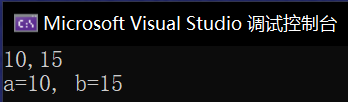 Microsoft Visual Studio 调试控制台
10,15
a=10, b=15